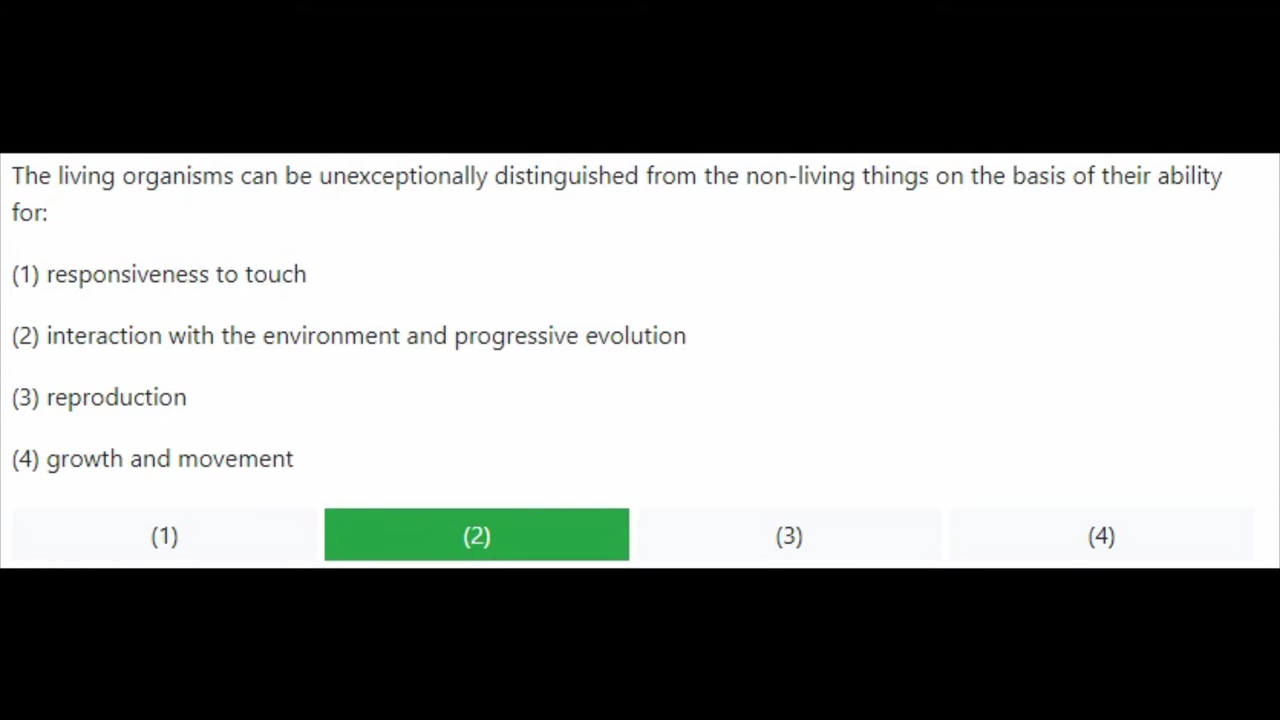 The living organisms can be unexceptionally distinguished from the non-living things on the basis of their ability
for:
(1) responsiveness to touch
(2) interaction with the environment and progressive evolution
(3) reproduction
(4) growth and movement
(1) (2) (3) (4)